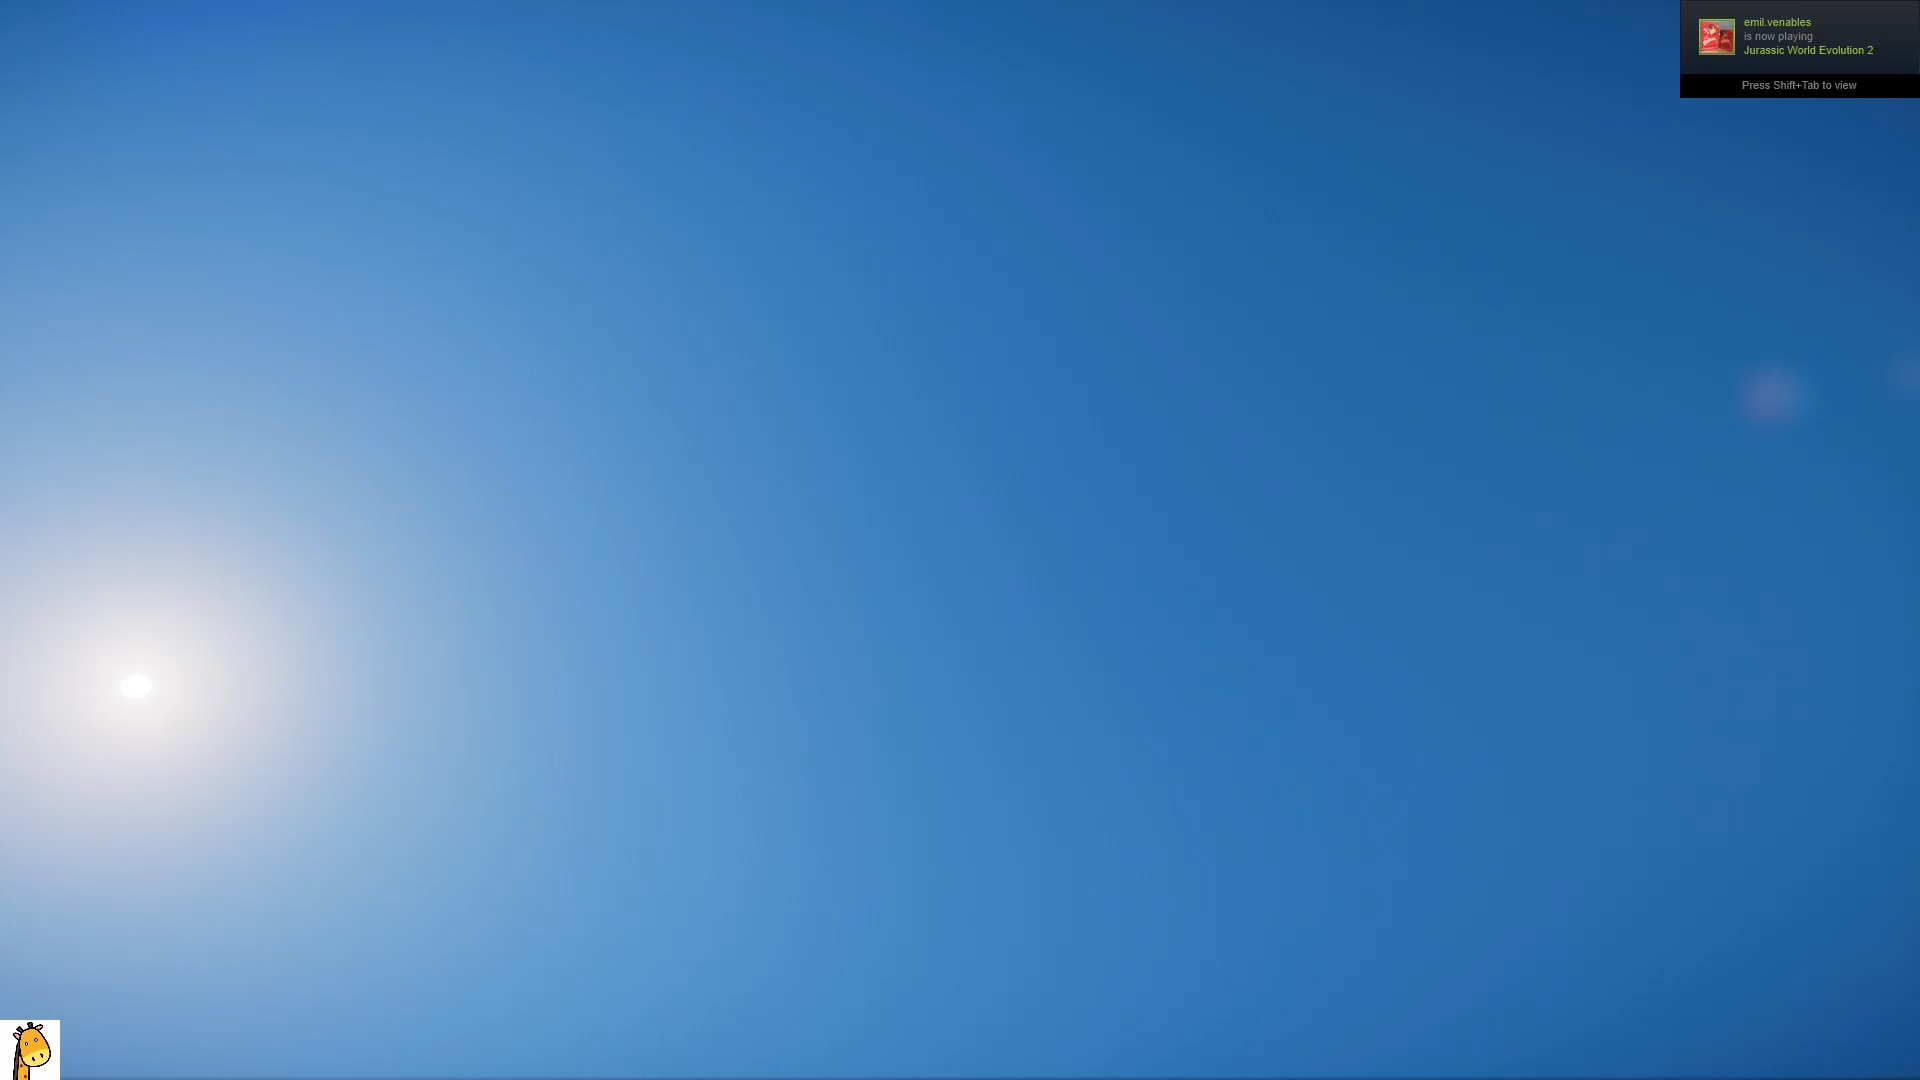 emil.venables
is now playing
Jurassic World Evolution 2
Press Shift+Tab to view